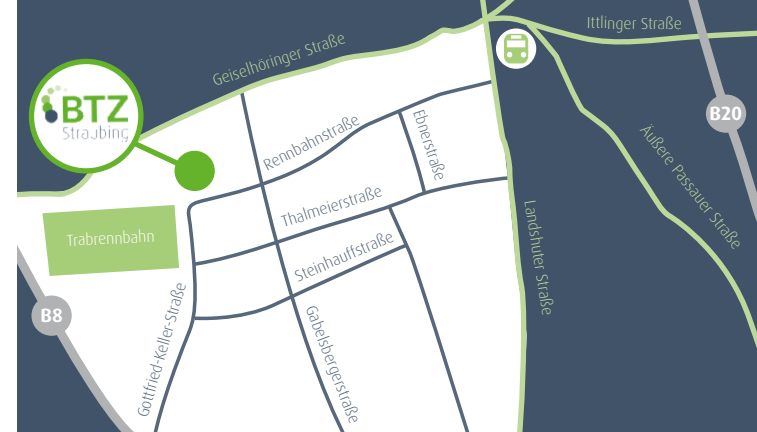 Ittlinger Straße
Geiselhöringer Straße
BTZ
Straubing
B20
Rennbahnstraße
Ebnerstraße
Äußere Passauer Straße
Thalmeierstraße
Trabrennbahn
Landshuter Straße
Steinhauffstraße
B8
Gottfried-Keller-Straße
Gabelsbergerstraße